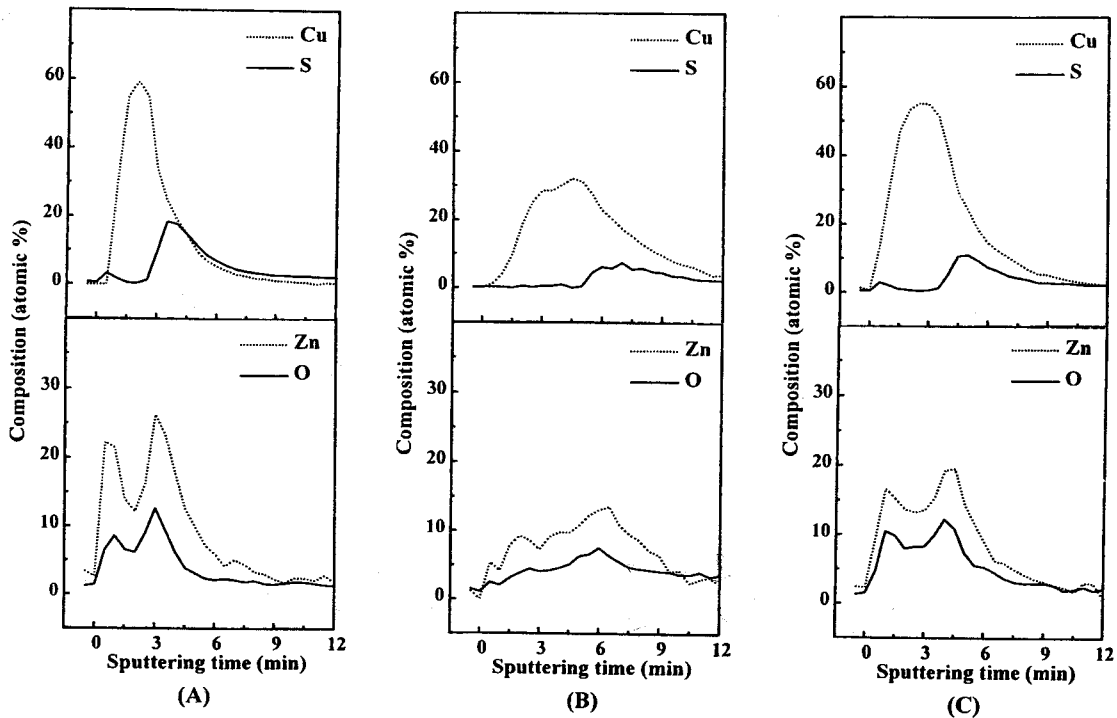 Cu
S
60
40
20
0
Zn
O
30
20
10
0
0 3 6 9 12
Sputtering time (min)
Composition (atomic %)
(A)
Cu
S
80
60
40
20
0
Zn
O
30
20
10
0
0 3 6 9 12
Sputtering time (min)
Composition (atomic %)
(B)
Cu
S
60
40
20
0
Zn
O
30
20
10
0
0 3 6 9 12
Sputtering time (min)
Composition (atomic %)
(C)